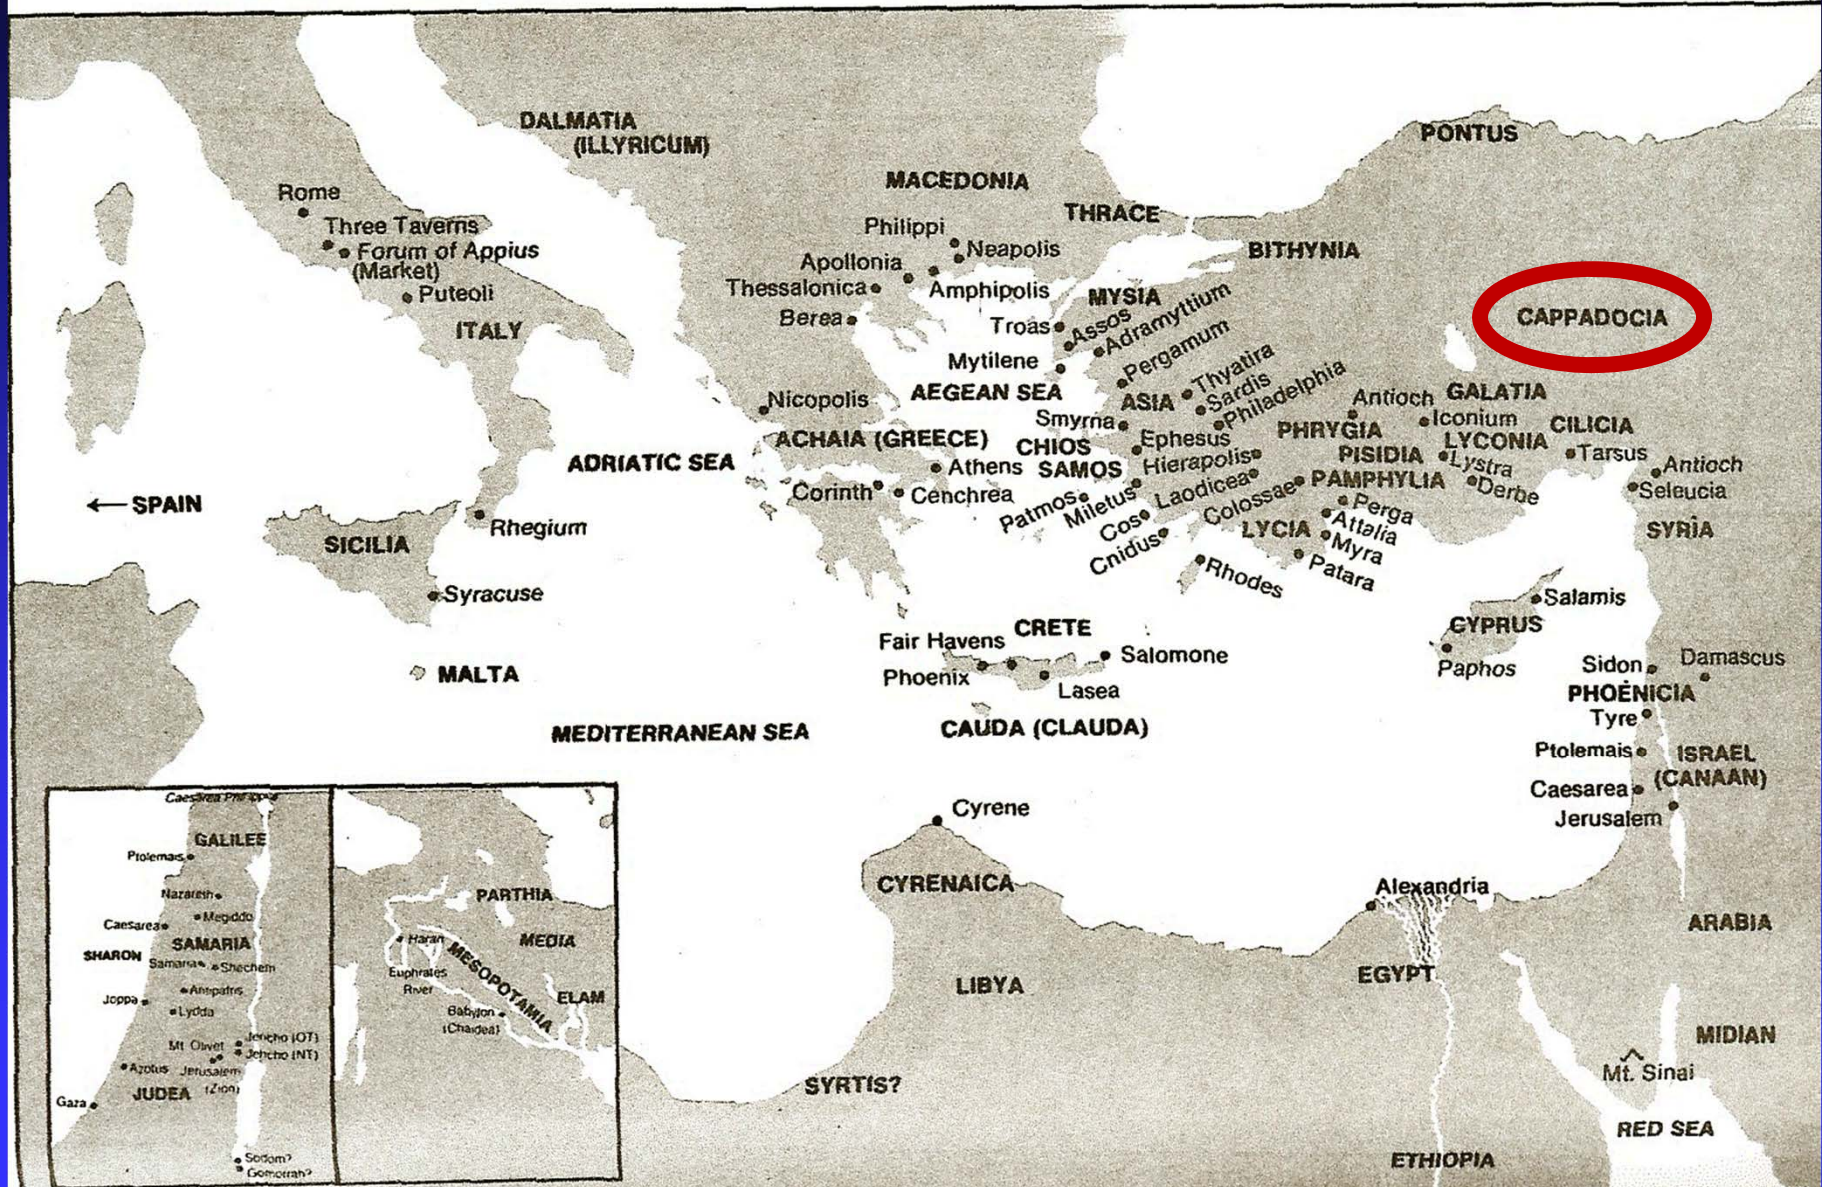 DALMATIA
(ILLYRICUM)
PONTUS
MACEDONIA
Rome
THRACE
Three Taverns
Philippi
Forum of Appius
(Market)
Neapolis
BITHYNIA
Apollonia
Thessalonica
Amphipolis
Puteoli
MYSIA
Berea
ITALY
Troas
Assos
Adramyttium
CAPPADOCIA
Mytilene
Pergamum
Thyatira
AEGEAN SEA
ASIA
Sardis
Philadelphia
Nicopolis
Antioch
GALATIA
Smyrna
Iconium
ACHAIA (GREECE)
CHIOS
Ephesus
PHRYGIA
LYCONIA
CILICIA
ADRIATIC SEA
Athens
SAMOS
Hierapolis
PISIDIA
Lystra
Tarsus
Antioch
Corinth
Cenchrea
Patmos
Miletus
Laodicea
Colossae
PAMPHYLIA
Derbe
Seleucia
← SPAIN
Rhegium
Cos
Perga
Attalia
SICILIA
Cnidus
LYCIA
Myra
SYRIA
Patara
Rhodes
Syracuse
Salamis
CYPRUS
Fair Havens
CRETE
Salomone
Paphos
Sidon
Damascus
MALTA
Phoenix
Lasea
PHOENICIA
Tyre
MEDITERRANEAN SEA
CAUDA (CLAUDA)
Ptolemais
ISRAEL
(CANAAN)
Caesarea
Jerusalem
Cyrene
CYRENAICA
Alexandria
ARABIA
LIBYA
EGYPT
MIDIAN
Mt. Sinai
SYRTIS?
RED SEA
ETHIOPIA
Caesarea Philippi
GALILEE
Ptolemais
Nazareth
Megiddo
Caesarea
SAMARIA
SHARON
Samaria
Shechem
Antipatris
Joppa
Lydda
Jericho (OT)
Mt Olivet
Jericho (NT)
Azotus
Jerusalem
(Zion)
JUDEA
Gaza
Sodom?
Gomorrah?
PARTHIA
Haran
MESOPOTAMIA
MEDIA
Euphrates
River
ELAM
Babylon
(Chaldea)